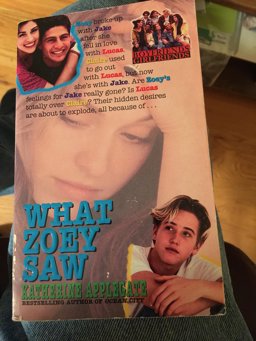 Zoey broke up
with Jake
after she
fell in love
with Lucas.
Claire used
to go out
with Lucas, but now
she's with Jake. Are Zoey's
feelings for Jake really gone? Is Lucas
totally over Claire? Their hidden desires
are about to explode, all because of . . .
BOYFRIENDS
GIRLFRIENDS
WHAT
ZOEY
SAW
KATHERINE APPLEGATE
BESTSELLING AUTHOR OF OCEAN CITY